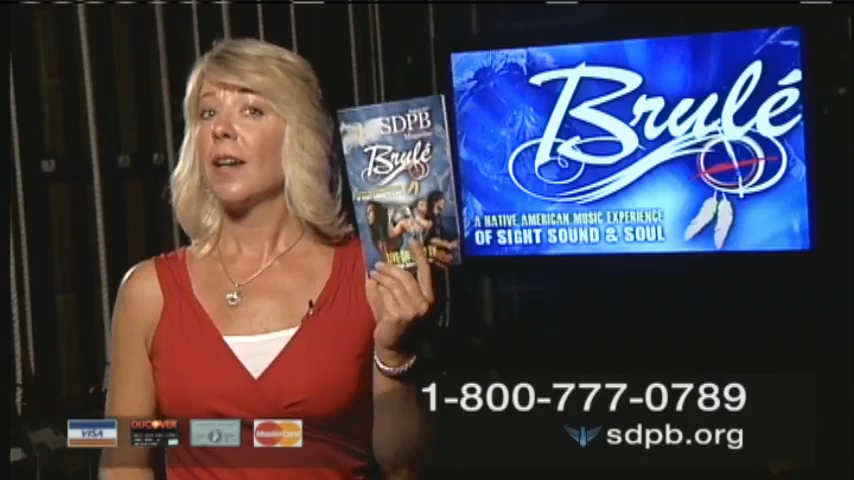 SDPB
Magazine
Brulé
Brulé
A NATIVE AMERICAN MUSIC EXPERIENCE
OF SIGHT SOUND & SOUL
1-800-777-0789
sdpb.org
VISA
DISCOVER
MasterCard